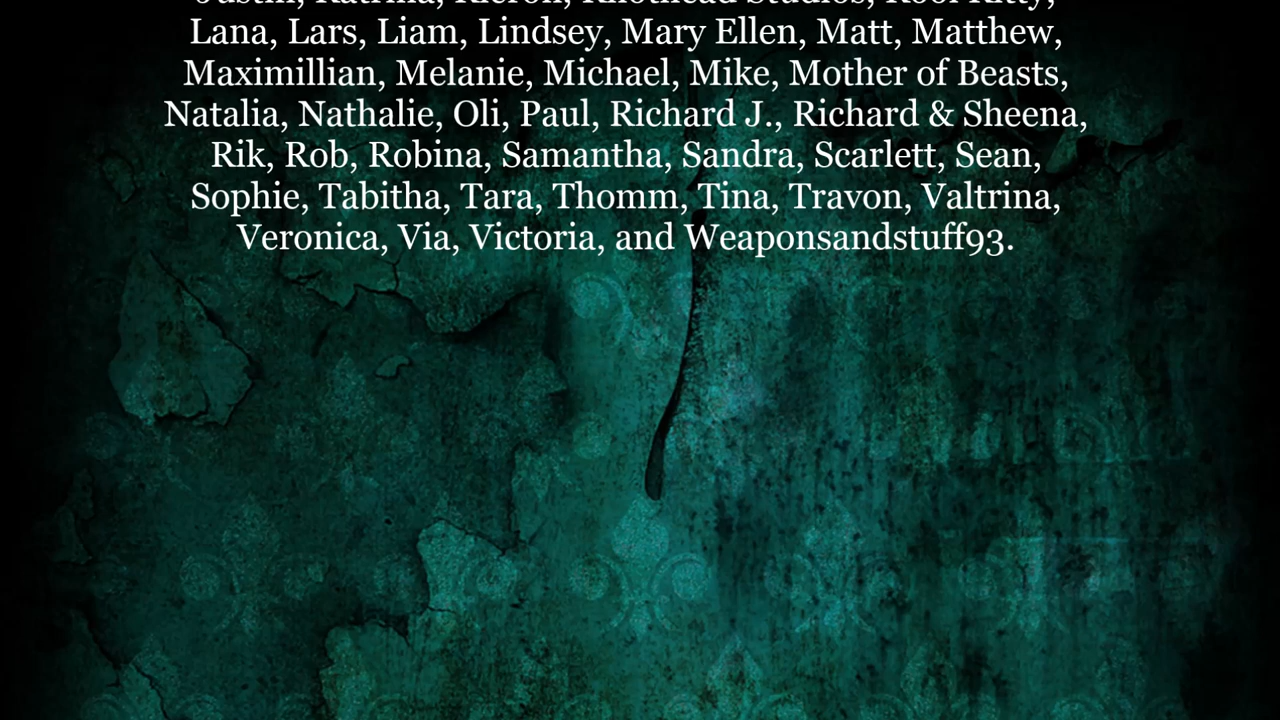 Justin, Katrina, Kieron, Knothead Studios, Kool Kitty,
Lana, Lars, Liam, Lindsey, Mary Ellen, Matt, Matthew,
Maximillian, Melanie, Michael, Mike, Mother of Beasts,
Natalia, Nathalie, Oli, Paul, Richard J., Richard & Sheena,
Rik, Rob, Robina, Samantha, Sandra, Scarlett, Sean,
Sophie, Tabitha, Tara, Thomm, Tina, Travon, Valtrina,
Veronica, Via, Victoria, and Weaponsandstuff93.